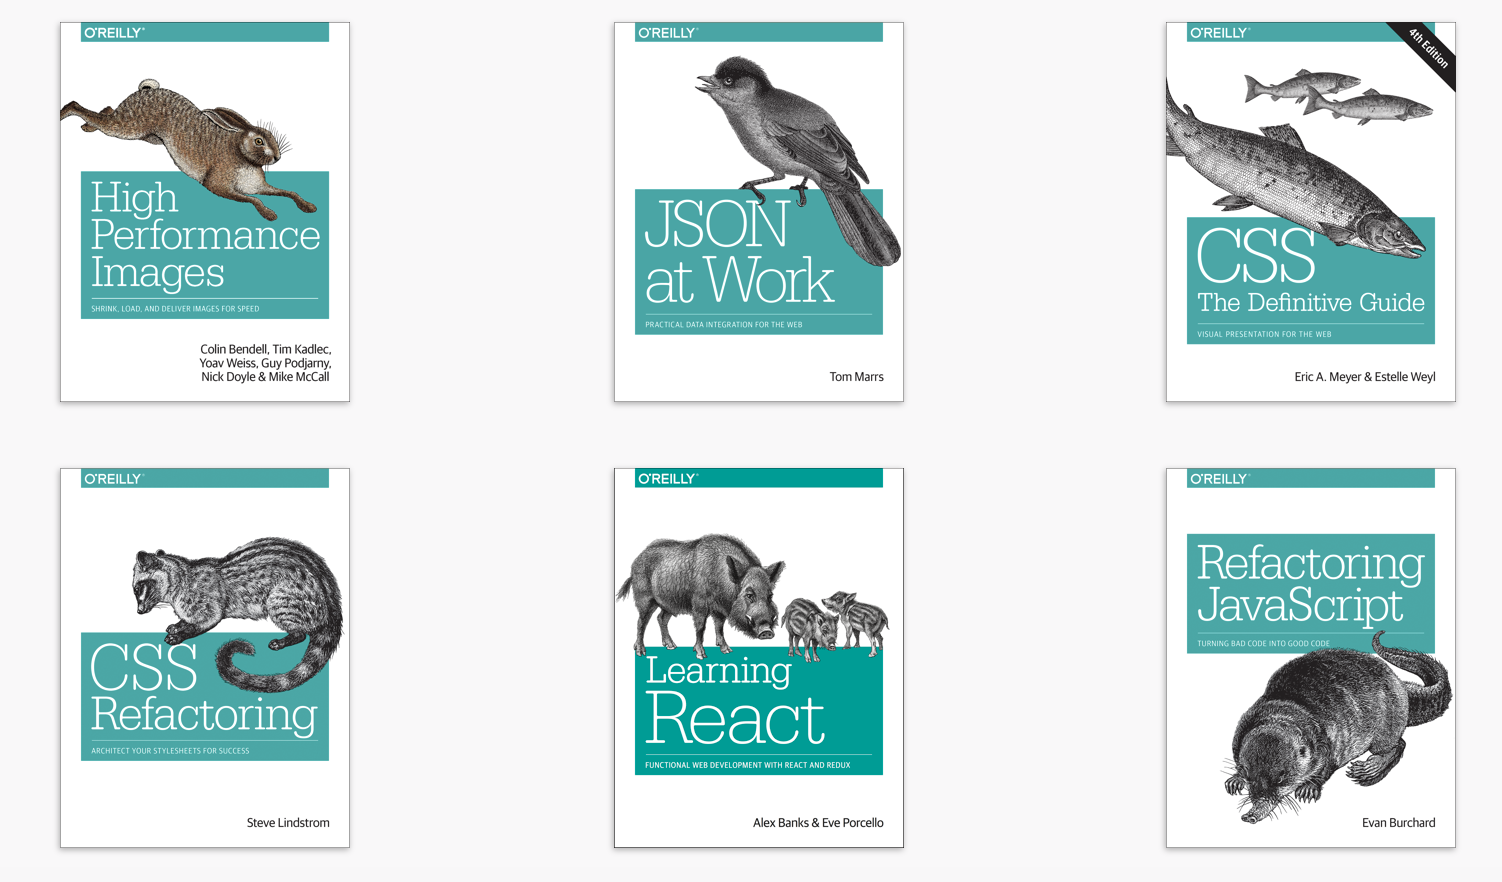 O'REILLY®
High
Performance
Images
SHRINK, LOAD, AND DELIVER IMAGES FOR SPEED
Colin Bendell, Tim Kadlec,
Yoav Weiss, Guy Podjarny,
Nick Doyle & Mike McCall
O'REILLY®
JSON
at Work
PRACTICAL DATA INTEGRATION FOR THE WEB
Tom Marrs
O'REILLY®
4th Edition
CSS
The Definitive Guide
VISUAL PRESENTATION FOR THE WEB
Eric A. Meyer & Estelle Weyl
O'REILLY®
CSS
Refactoring
ARCHITECT YOUR STYLESHEETS FOR SUCCESS
Steve Lindstrom
O'REILLY®
Learning
React
FUNCTIONAL WEB DEVELOPMENT WITH REACT AND REDUX
Alex Banks & Eve Porcello
O'REILLY®
Refactoring
JavaScript
TURNING BAD CODE INTO GOOD CODE
Evan Burchard